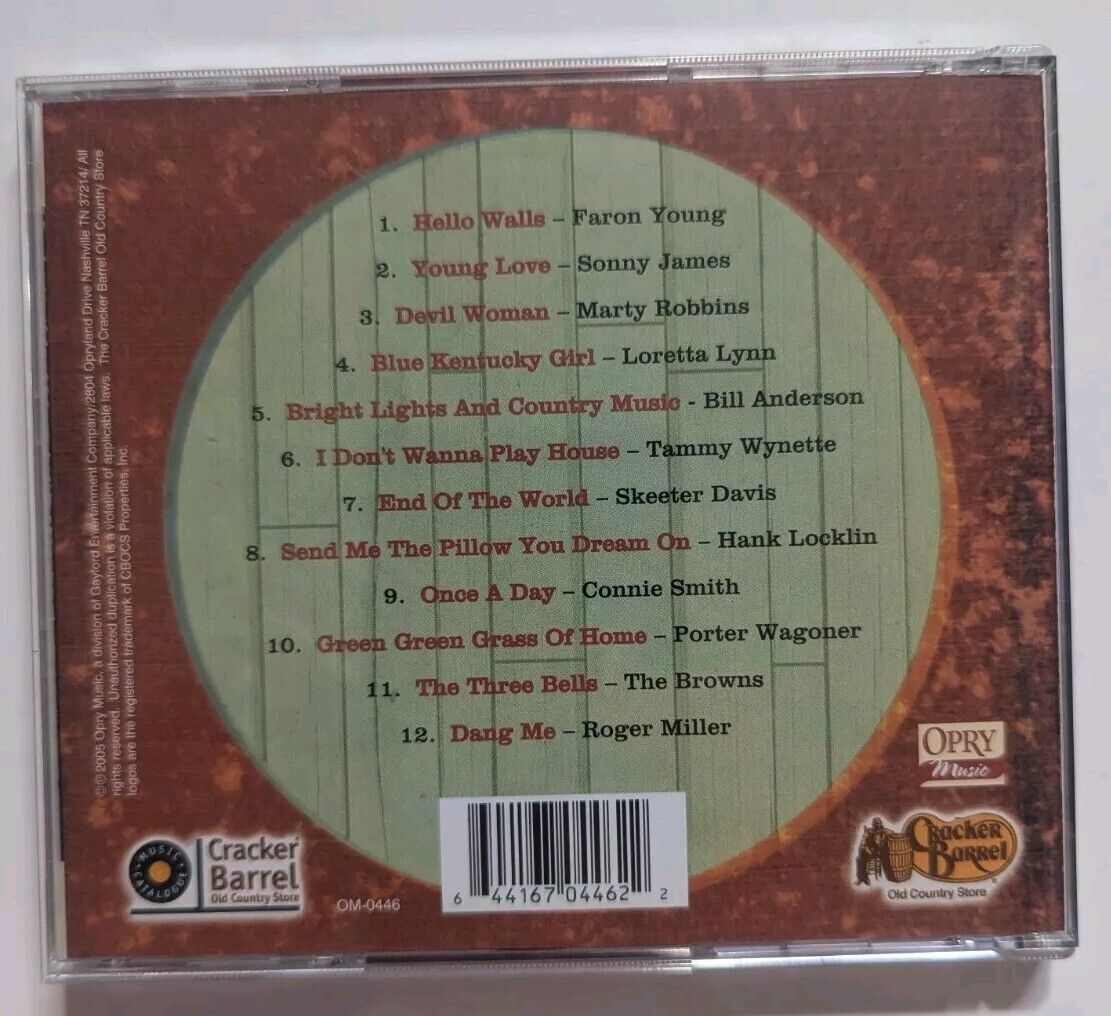 1. Hello Walls – Faron Young
2. Young Love – Sonny James
3. Devil Woman – Marty Robbins
4. Blue Kentucky Girl – Loretta Lynn
5. Bright Lights And Country Music - Bill Anderson
6. I Don't Wanna Play House – Tammy Wynette
7. End Of The World – Skeeter Davis
8. Send Me The Pillow You Dream On – Hank Locklin
9. Once A Day – Connie Smith
10. Green Green Grass Of Home – Porter Wagoner
11. The Three Bells – The Browns
12. Dang Me – Roger Miller
℗©2005 Opry Music, a division of Gaylord Entertainment Company/2804 Opryland Drive Nashville TN 37214/ All
rights reserved. Unauthorized duplication is a violation of applicable laws. The Cracker Barrel Old Country Store
logos are the registered trademark of CBOCS Properties, Inc.
OPRY
Music
MUSIC
CATALOGUE
Cracker
Barrel
Old Country Store
OM-0446
6 44167 04462 2
Cracker
Barrel
Old Country Store